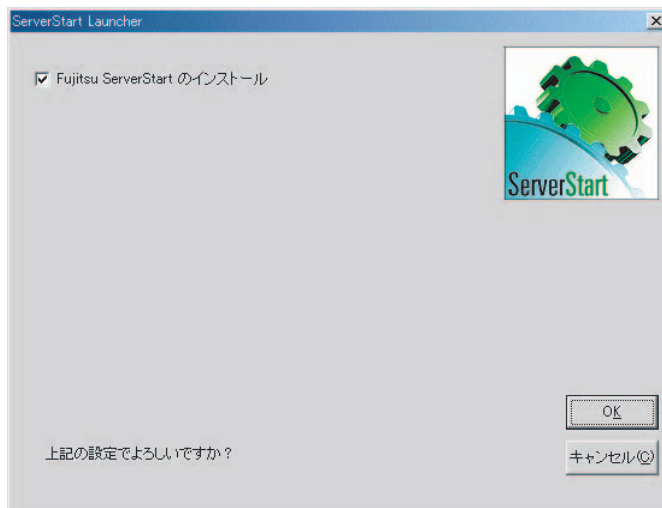 ServerStart Launcher
Fujitsu ServerStart のインストール
ServerStart
OK
上記の設定でよろしいですか？
キャンセル(C)